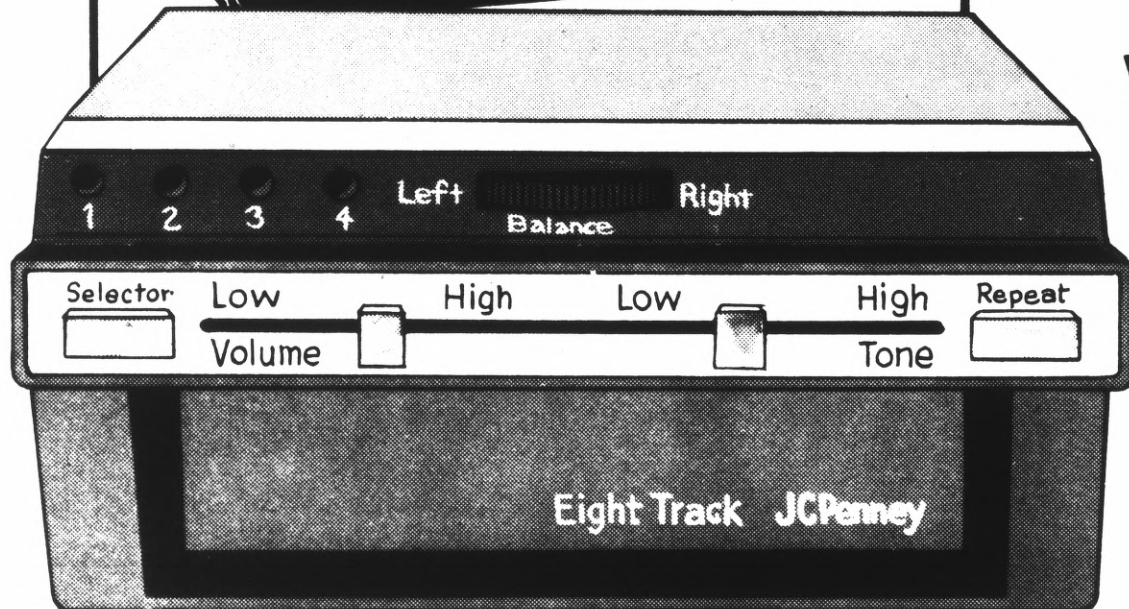 Left Right
1 2 3 4 Balance
Selector Low High Low High Repeat
Volume Tone
Eight Track JCPenney